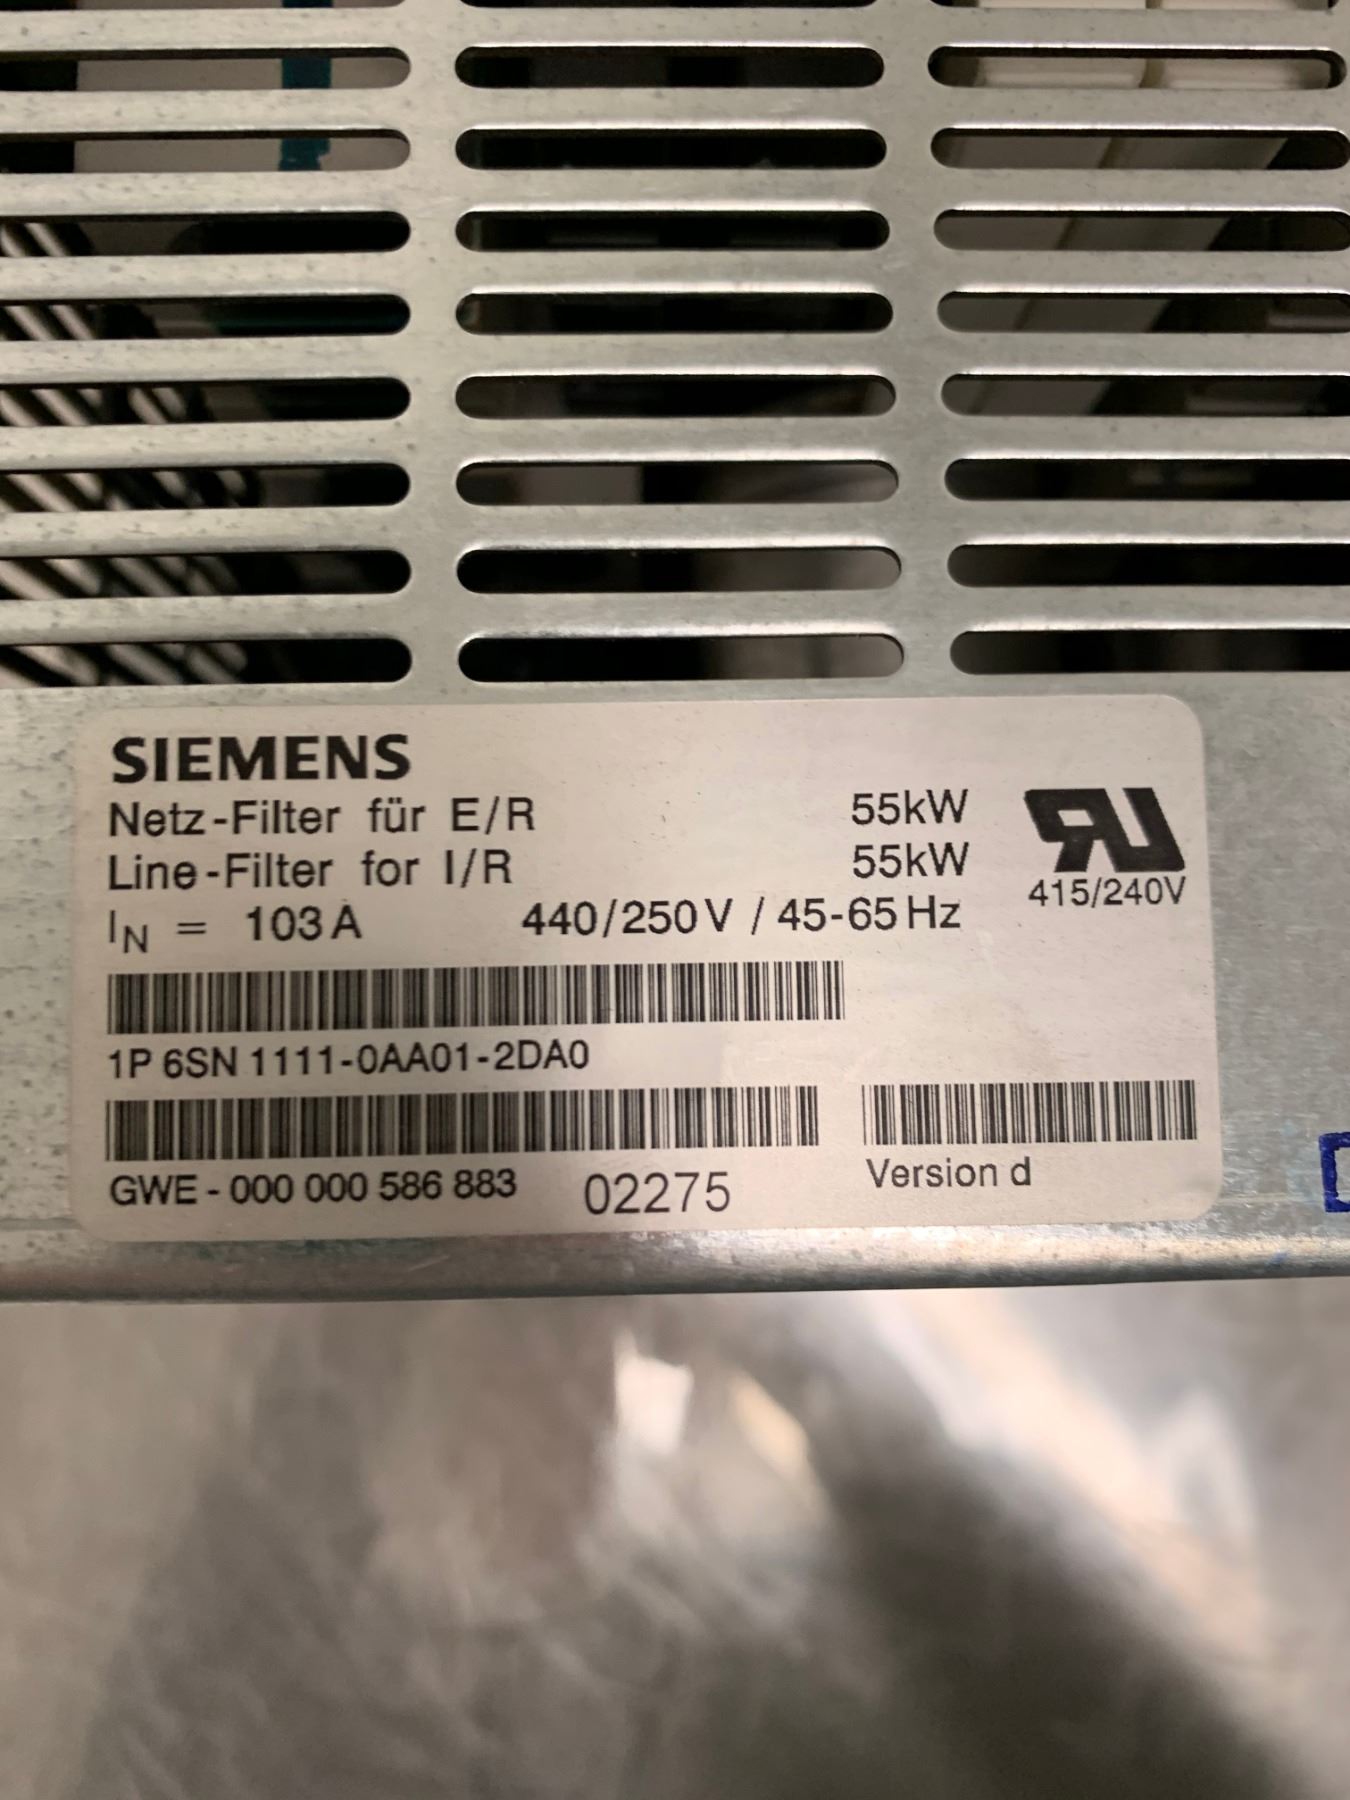 SIEMENS
Netz-Filter für E/R 55kW
Line-Filter for I/R 55kW
IN = 103A 440/250V / 45-65Hz
415/240V
1P 6SN 1111-0AA01-2DA0
GWE - 000 000 586 883 02275
Version d